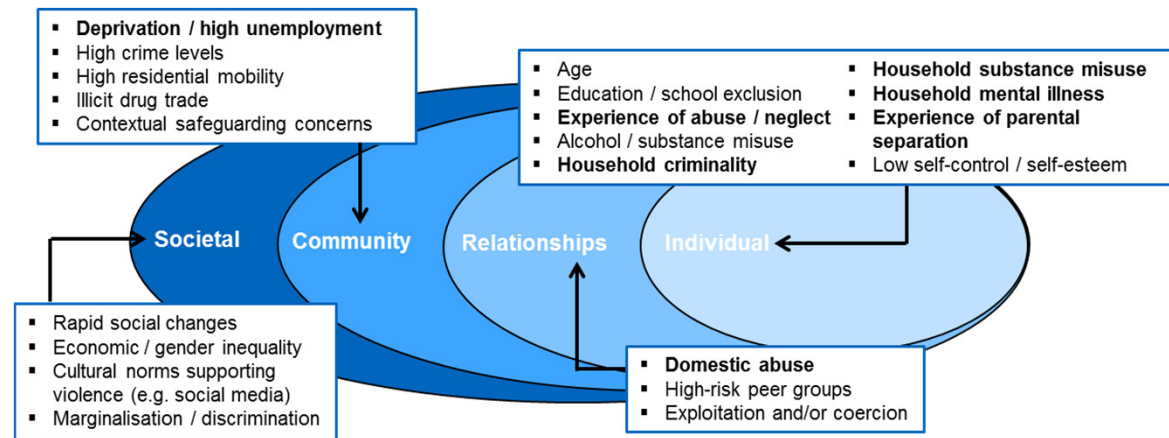 ▪ Deprivation / high unemployment
▪ High crime levels
▪ High residential mobility
▪ Illicit drug trade
▪ Contextual safeguarding concerns
▪ Age
▪ Education / school exclusion
▪ Experience of abuse / neglect
▪ Alcohol / substance misuse
▪ Household criminality
▪ Household substance misuse
▪ Household mental illness
▪ Experience of parental
separation
▪ Low self-control / self-esteem
Societal
Community
Relationships
Individual
▪ Rapid social changes
▪ Economic / gender inequality
▪ Cultural norms supporting
violence (e.g. social media)
▪ Marginalisation / discrimination
▪ Domestic abuse
▪ High-risk peer groups
▪ Exploitation and/or coercion